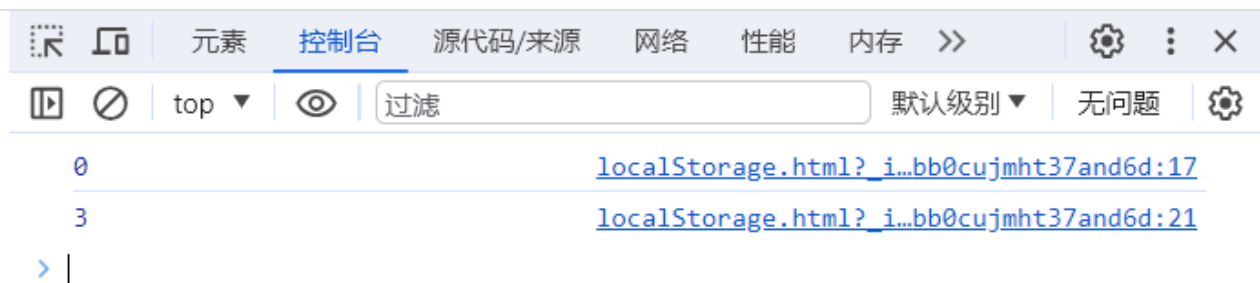 元素 控制台 源代码/来源 网络 性能 内存
top 过滤 默认级别 无问题
0 localStorage.html?_i…bb0cujmht37and6d:17
3 localStorage.html?_i…bb0cujmht37and6d:21